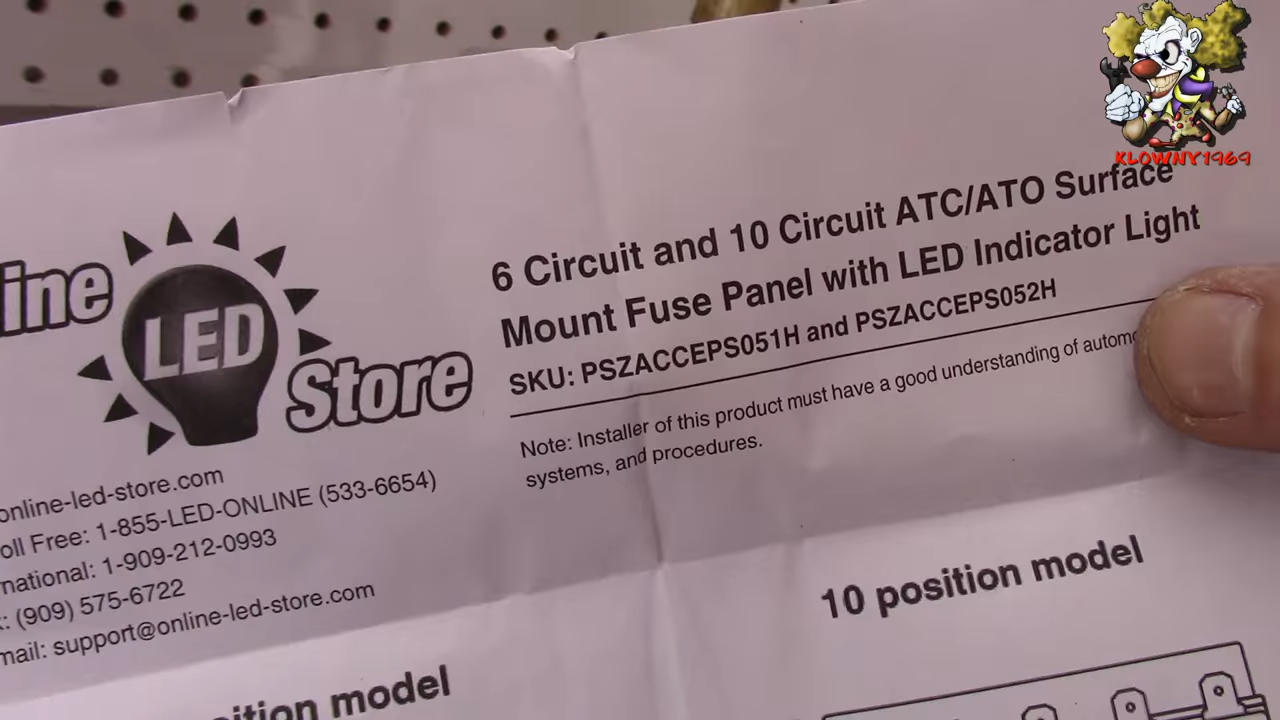 KLOWNY1969
ine
LED
Store
6 Circuit and 10 Circuit ATC/ATO Surface
Mount Fuse Panel with LED Indicator Light
SKU: PSZACCEPS051H and PSZACCEPS052H
Note: Installer of this product must have a good understanding of automo
systems, and procedures.
online-led-store.com
oll Free: 1-855-LED-ONLINE (533-6654)
rnational: 1-909-212-0993
: (909) 575-6722
mail: support@online-led-store.com
10 position model
sition model